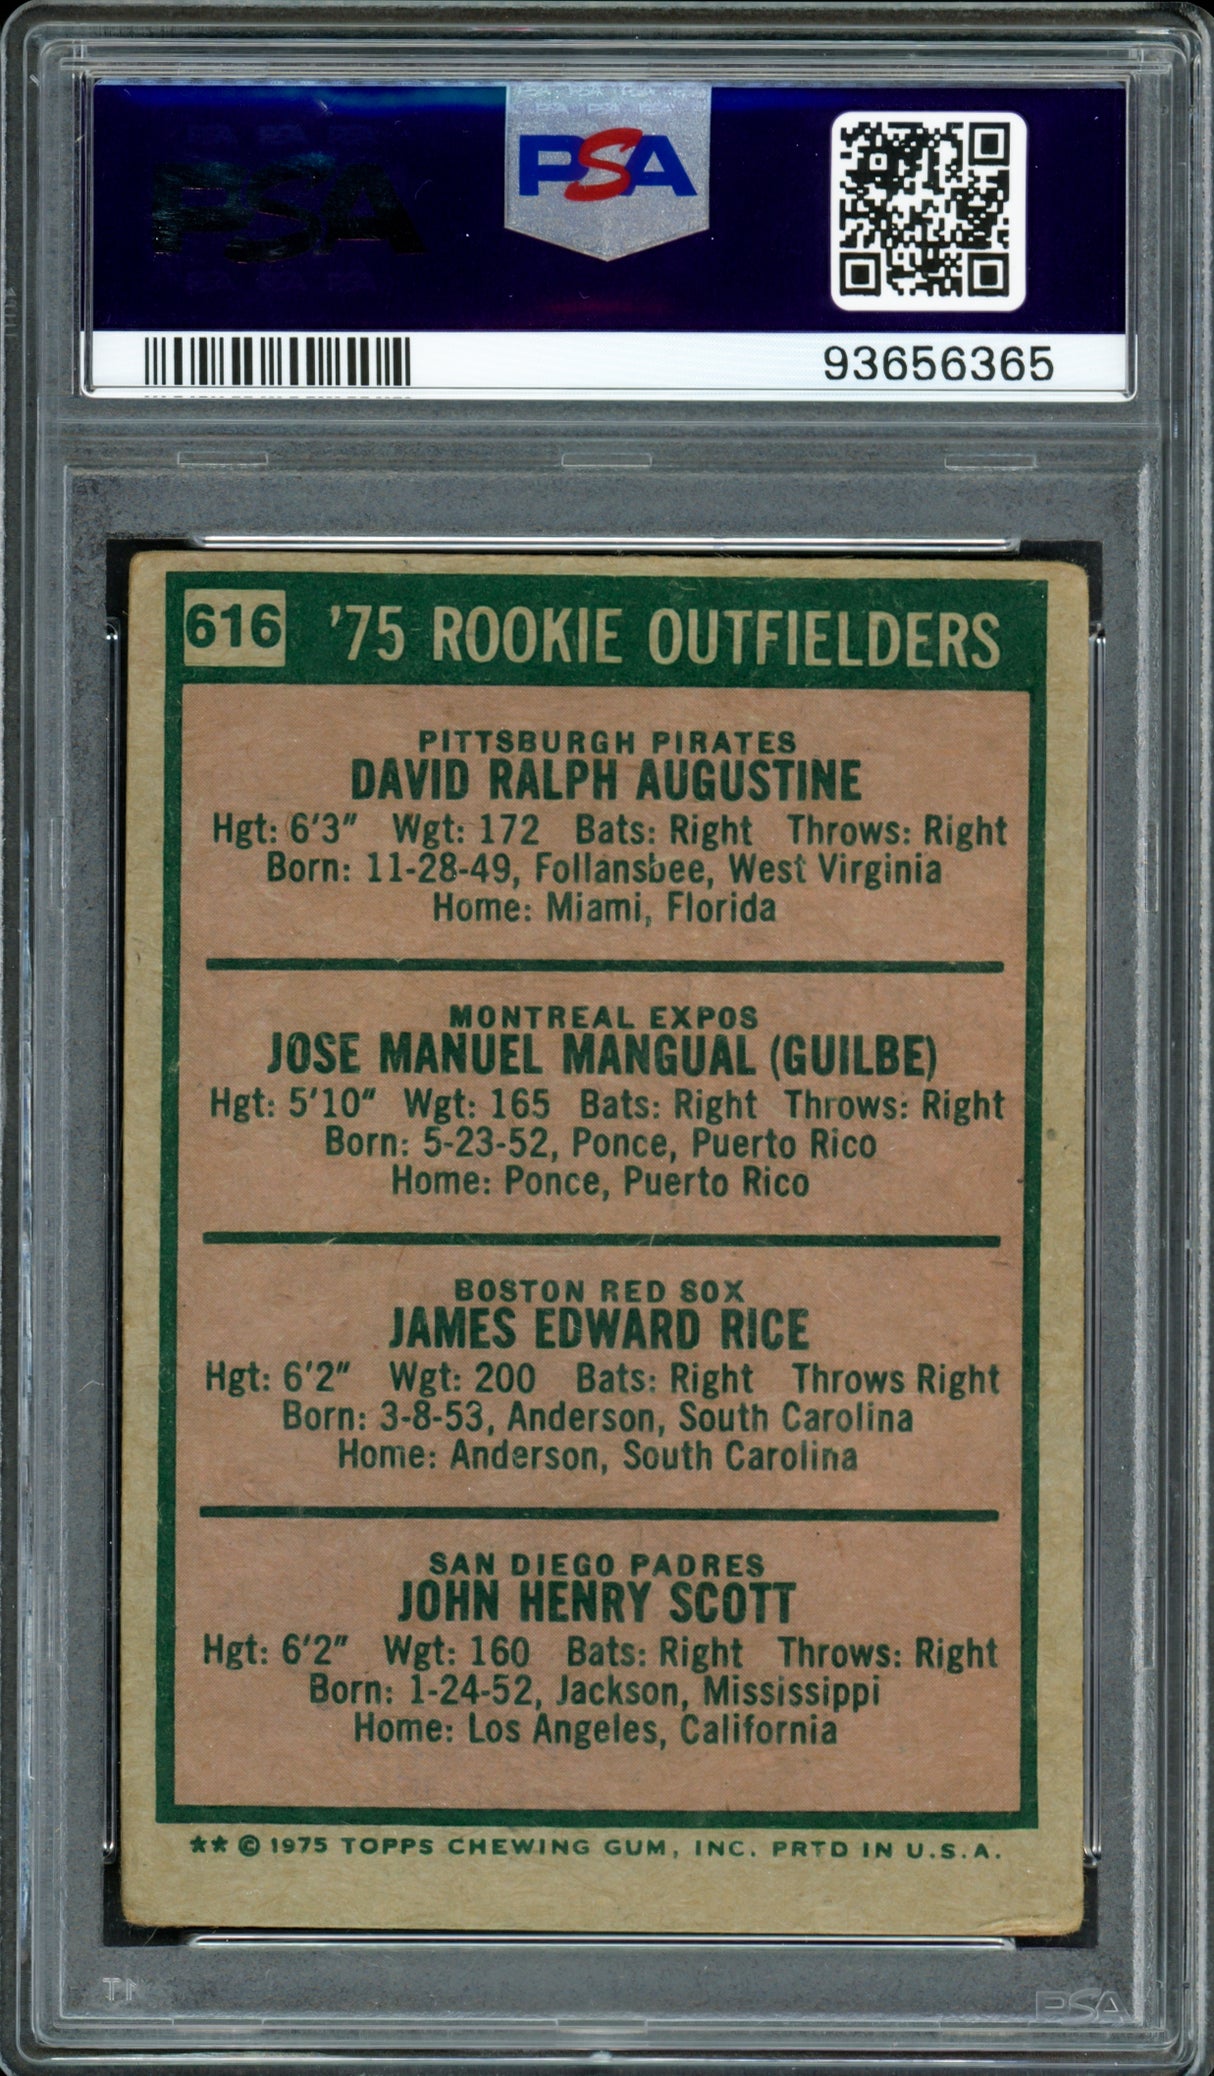 PSA
PSA
93656365
616 '75 ROOKIE OUTFIELDERS
PITTSBURGH PIRATES
DAVID RALPH AUGUSTINE
Hgt: 6'3" Wgt: 172 Bats: Right Throws: Right
Born: 11-28-49, Follansbee, West Virginia
Home: Miami, Florida
MONTREAL EXPOS
JOSE MANUEL MANGUAL (GUILBE)
Hgt: 5'10" Wgt: 165 Bats: Right Throws: Right
Born: 5-23-52, Ponce, Puerto Rico
Home: Ponce, Puerto Rico
BOSTON RED SOX
JAMES EDWARD RICE
Hgt: 6'2" Wgt: 200 Bats: Right Throws Right
Born: 3-8-53, Anderson, South Carolina
Home: Anderson, South Carolina
SAN DIEGO PADRES
JOHN HENRY SCOTT
Hgt: 6'2" Wgt: 160 Bats: Right Throws: Right
Born: 1-24-52, Jackson, Mississippi
Home: Los Angeles, California
** © 1975 TOPPS CHEWING GUM, INC. PRTD IN U.S.A.
PSA